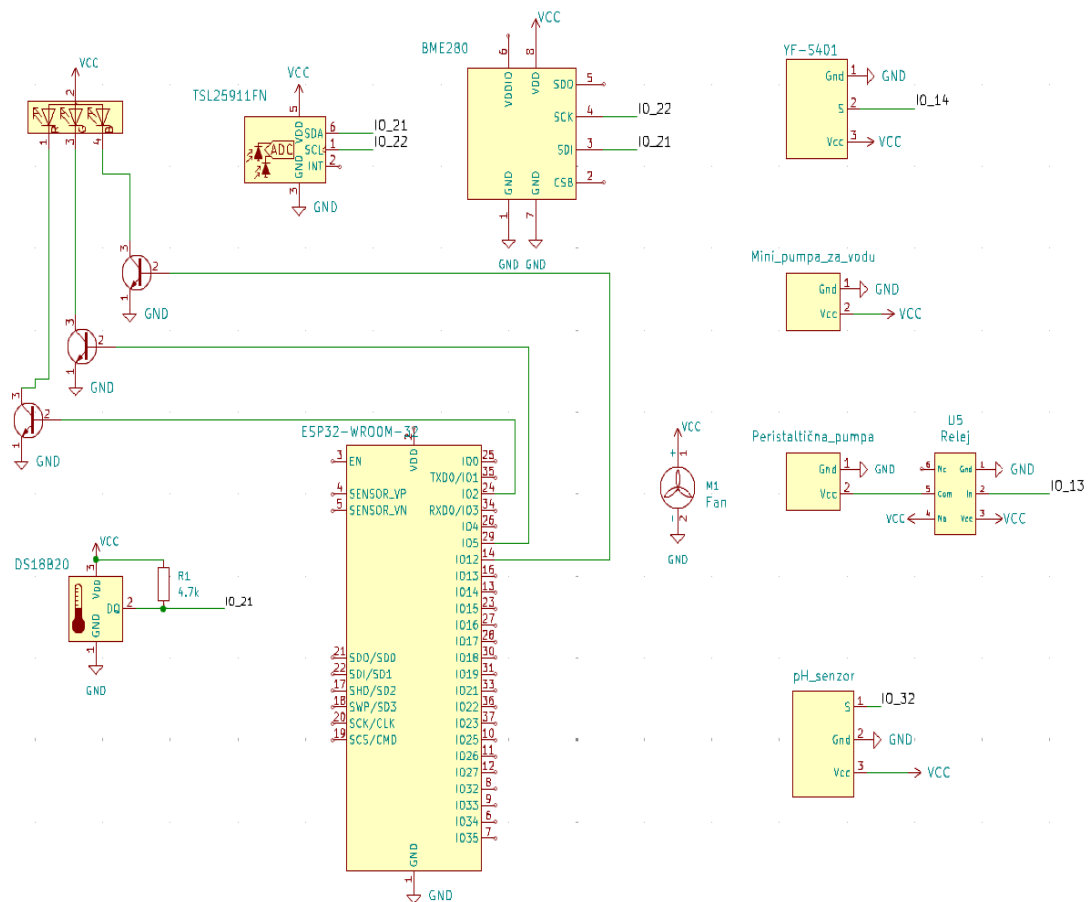 VCC
2
R
G
B
1
3
4
TSL25911FN
VCC
5
VDD
ADC
SDA 6 IO_21
SCL 1 IO_22
INT 2
GND
3
GND
BME280
VCC
6
8
VDDIO
VDD
SDO 5
SCK 4 IO_22
SDI 3 IO_21
CSB 2
GND
GND
1
7
GND GND
YF-S401
Gnd 1 GND
S 2 IO_14
Vcc 3 VCC
3
2
1
GND
3
2
1
GND
3
2
1
GND
Mini_pumpa_za_vodu
Gnd 1 GND
Vcc 2 VCC
Peristaltična_pumpa
Gnd 1 GND
Vcc 2
U5
Relej
6 Nc
5 Com
VCC 4 Na
Gnd 1 GND
In 2 IO_13
Vcc 3 VCC
VCC
+
1
M1
Fan
-
2
GND
ESP32-WROOM-32
2
VDD
3 EN
4 SENSOR_VP
5 SENSOR_VN
21 SDO/SD0
22 SDI/SD1
17 SHD/SD2
18 SWP/SD3
20 SCK/CLK
19 SCS/CMD
IO0 25
TXD0/IO1 35
IO2 24
RXD0/IO3 34
IO4 26
IO5 29
IO12 14
IO13 16
IO14 13
IO15 23
IO16 27
IO17 28
IO18 30
IO19 31
IO21 33
IO22 36
IO23 37
IO25 10
IO26 11
IO27 12
IO32 8
IO33 9
IO34 6
IO35 7
GND
1
GND
DS18B20
VCC
3
VDD
R1
4.7k
DQ 2 IO_21
GND
1
GND
pH_senzor
S 1 IO_32
Gnd 2 GND
Vcc 3 VCC